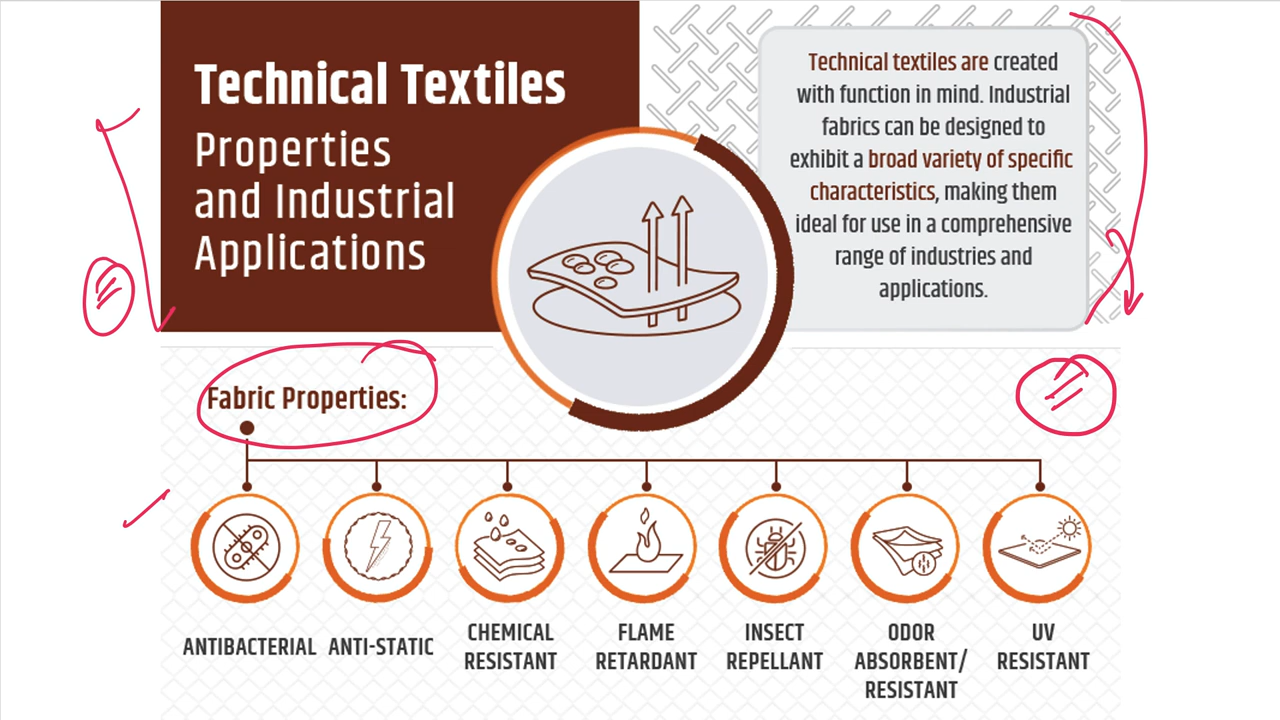 Technical Textiles
Properties
and Industrial
Applications
Technical textiles are created
with function in mind. Industrial
fabrics can be designed to
exhibit a broad variety of specific
characteristics, making them
ideal for use in a comprehensive
range of industries and
applications.
Fabric Properties:
ANTIBACTERIAL
ANTI-STATIC
CHEMICAL
RESISTANT
FLAME
RETARDANT
INSECT
REPELLANT
ODOR
ABSORBENT/
RESISTANT
UV
RESISTANT